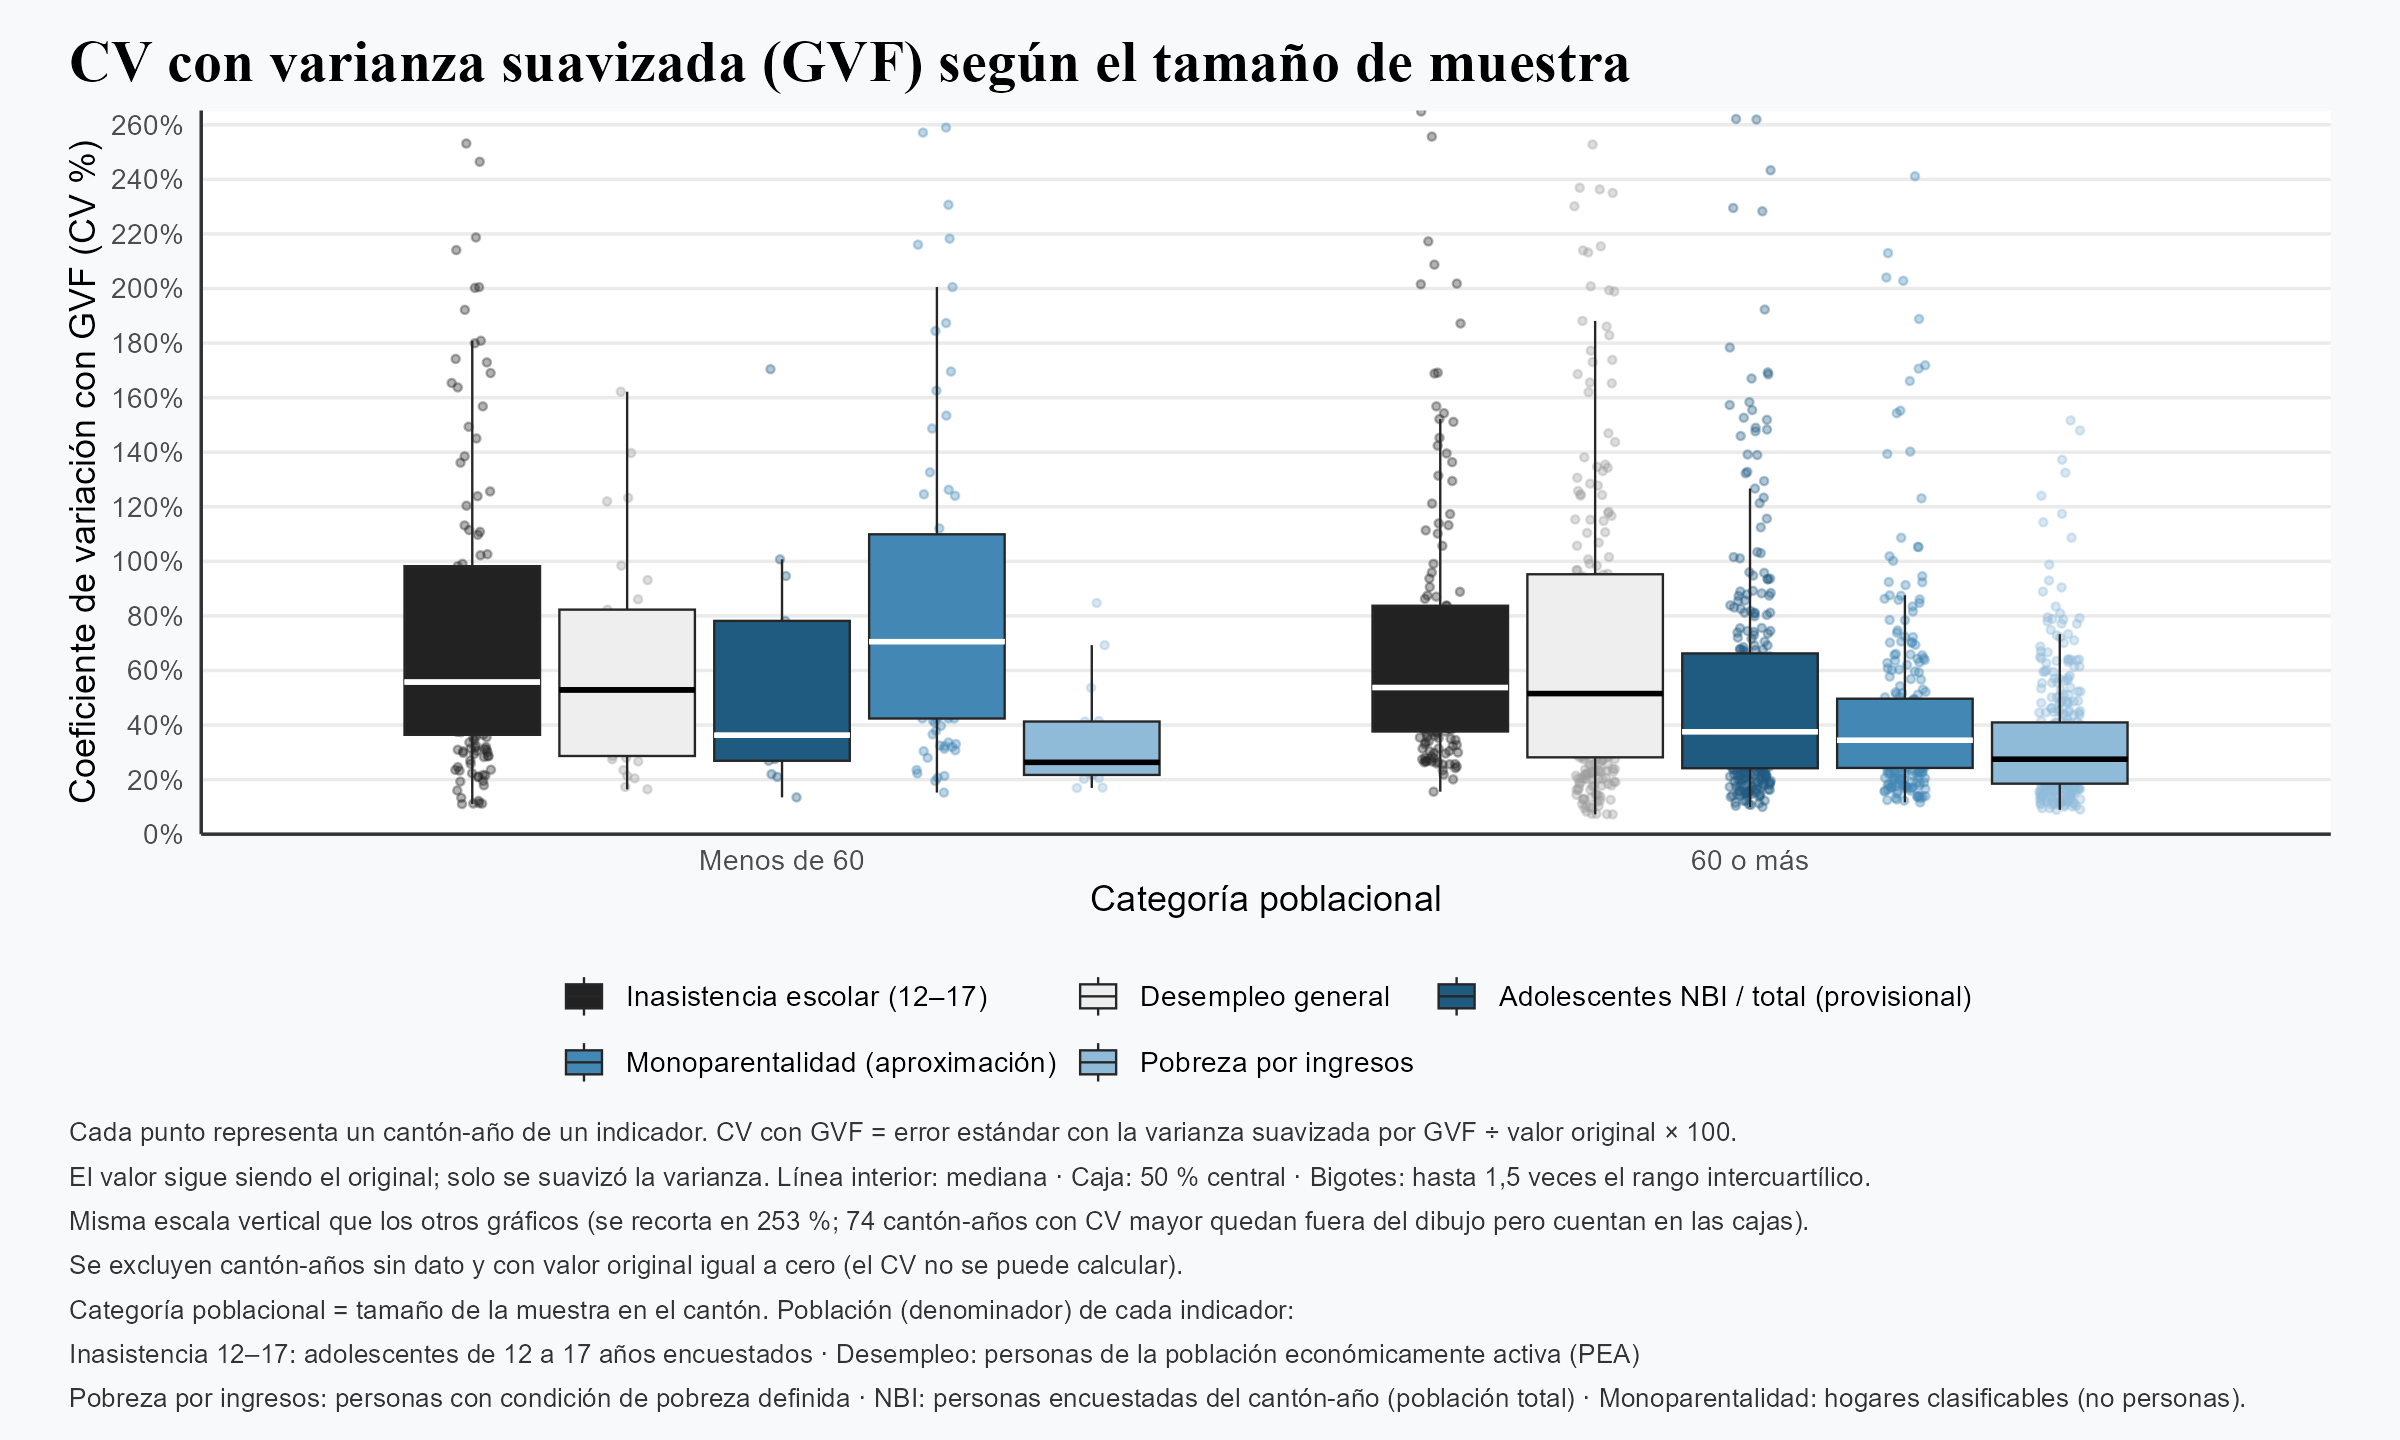 CV con varianza suavizada (GVF) según el tamaño de muestra
Coeficiente de variación con GVF (CV %)
260%
240%
220%
200%
180%
160%
140%
120%
100%
80%
60%
40%
20%
0%
Menos de 60
60 o más
Categoría poblacional
Inasistencia escolar (12–17)
Desempleo general
Adolescentes NBI / total (provisional)
Monoparentalidad (aproximación)
Pobreza por ingresos
Cada punto representa un cantón-año de un indicador. CV con GVF = error estándar con la varianza suavizada por GVF ÷ valor original × 100.
El valor sigue siendo el original; solo se suavizó la varianza. Línea interior: mediana · Caja: 50 % central · Bigotes: hasta 1,5 veces el rango intercuartílico.
Misma escala vertical que los otros gráficos (se recorta en 253 %; 74 cantón-años con CV mayor quedan fuera del dibujo pero cuentan en las cajas).
Se excluyen cantón-años sin dato y con valor original igual a cero (el CV no se puede calcular).
Categoría poblacional = tamaño de la muestra en el cantón. Población (denominador) de cada indicador:
Inasistencia 12–17: adolescentes de 12 a 17 años encuestados · Desempleo: personas de la población económicamente activa (PEA)
Pobreza por ingresos: personas con condición de pobreza definida · NBI: personas encuestadas del cantón-año (población total) · Monoparentalidad: hogares clasificables (no personas).